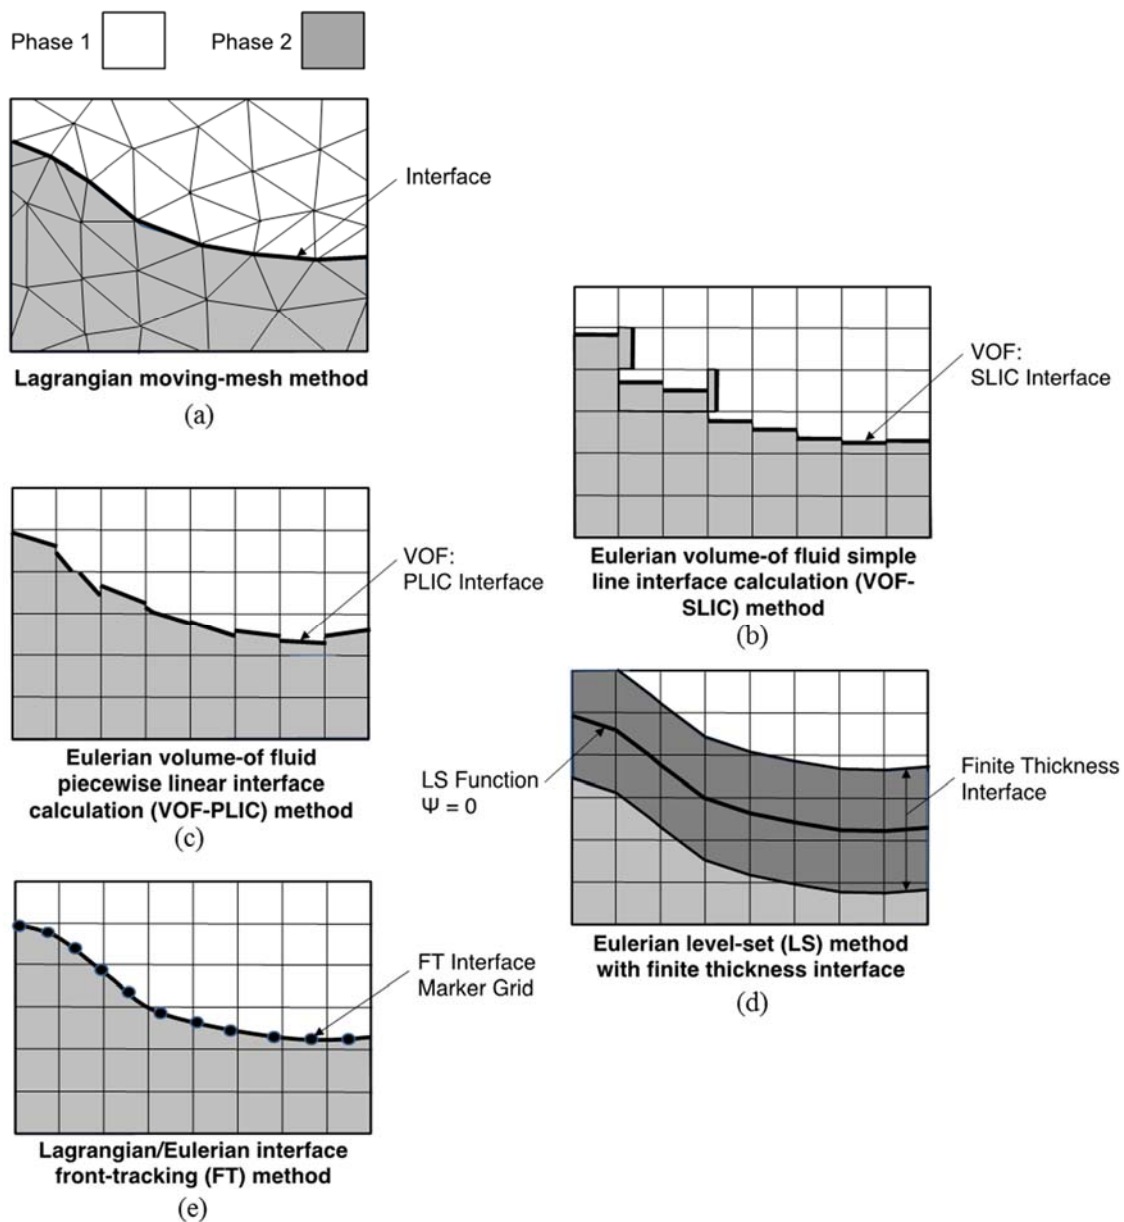 Phase 1
Phase 2
Interface
Lagrangian moving-mesh method
(a)
VOF:
SLIC Interface
Eulerian volume-of fluid simple
line interface calculation (VOF-
SLIC) method
(b)
VOF:
PLIC Interface
Eulerian volume-of fluid
piecewise linear interface
calculation (VOF-PLIC) method
(c)
LS Function
Ψ = 0
Finite Thickness
Interface
Eulerian level-set (LS) method
with finite thickness interface
(d)
FT Interface
Marker Grid
Lagrangian/Eulerian interface
front-tracking (FT) method
(e)